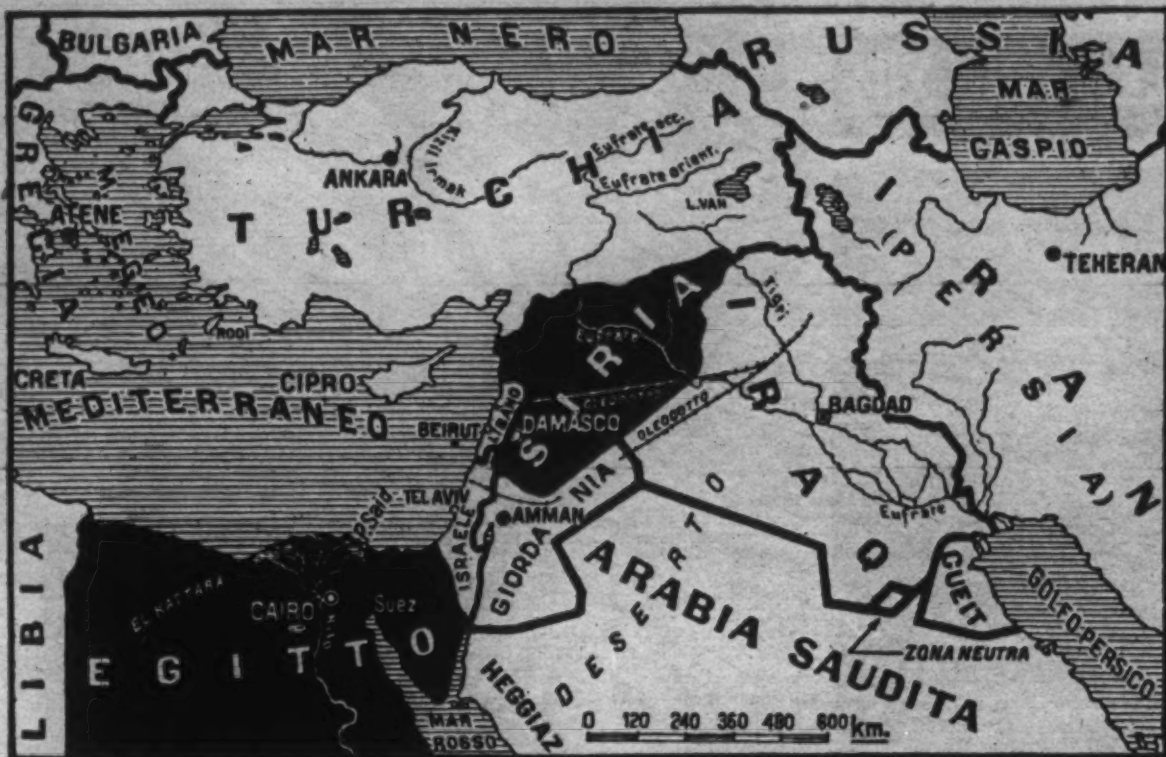 BULGARIA
MAR NERO
RUSSIA
MAR CASPIO
GRECIA
EGEO
ATENE
ANKARA
Kizil Irmak
TURCHIA
Eufrate occ.
Eufrate orient.
L.VAN
IRAN
(PERSIA)
TEHERAN
RODI
CRETA
CIPRO
MEDITERRANEO
SIRIA
Eufrate
Tigri
LIBANO
BEIRUT
DAMASCO
OLEODOTTO
IRAQ
BAGDAD
Eufrate
TEL AVIV
ISRAELE
AMMAN
GIORDANIA
P.Said
LIBIA
EL KATTARA
CAIRO
Suez
EGITTO
MAR ROSSO
HEGGIAZ
DESERTO
ARABIA SAUDITA
CUEIT
ZONA NEUTRA
GOLFO PERSICO
0 120 240 360 480 600 km.